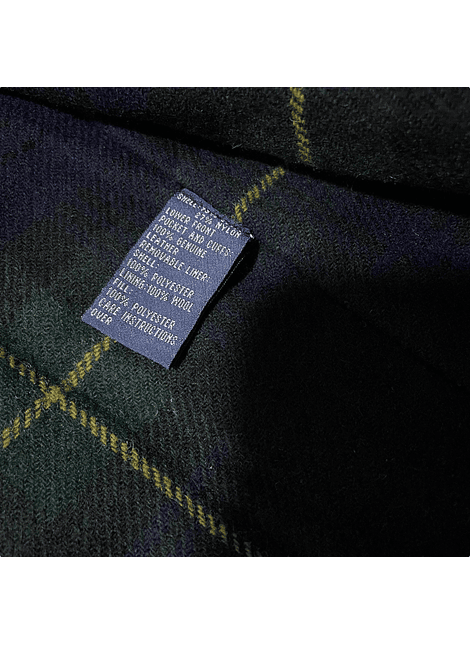 27% NYLON
LOWER FRONT
POCKET AND CUFFS:
100% GENUINE
LEATHER
REMOVABLE LINER:
SHELL:
100% POLYESTER
LINING:100% WOOL
FILL:
100% POLYESTER
CARE INSTRUCTIONS
OVER